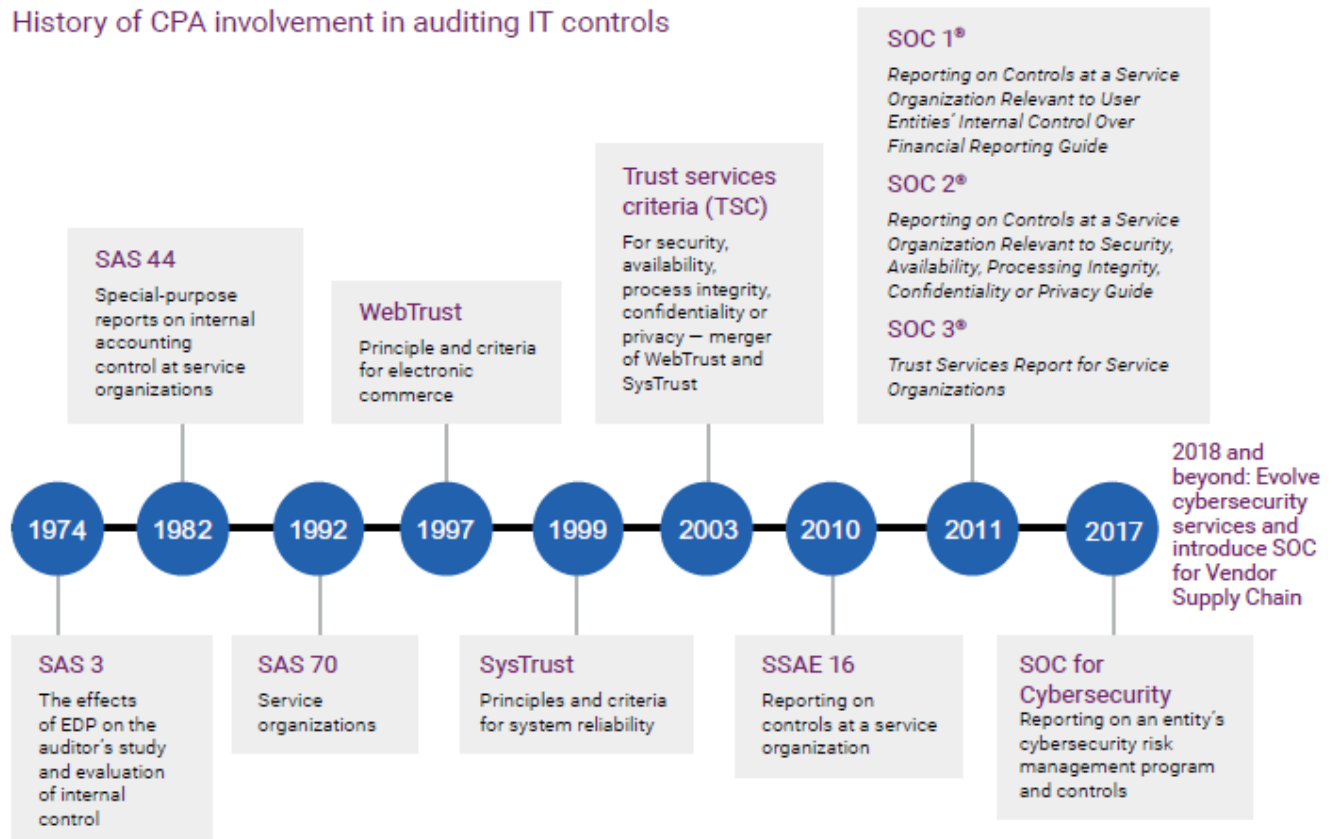 History of CPA involvement in auditing IT controls
SOC 1®
Reporting on Controls at a Service
Organization Relevant to User
Entities' Internal Control Over
Financial Reporting Guide
SOC 2®
Reporting on Controls at a Service
Organization Relevant to Security,
Availability, Processing Integrity,
Confidentiality or Privacy Guide
SOC 3®
Trust Services Report for Service
Organizations
Trust services
criteria (TSC)
For security,
availability,
process integrity,
confidentiality or
privacy — merger
of WebTrust and
SysTrust
SAS 44
Special-purpose
reports on internal
accounting
control at service
organizations
WebTrust
Principle and criteria
for electronic
commerce
1974
1982
1992
1997
1999
2003
2010
2011
2017
2018 and
beyond: Evolve
cybersecurity
services and
introduce SOC
for Vendor
Supply Chain
SAS 3
The effects
of EDP on the
auditor's study
and evaluation
of internal
control
SAS 70
Service
organizations
SysTrust
Principles and criteria
for system reliability
SSAE 16
Reporting on
controls at a service
organization
SOC for
Cybersecurity
Reporting on an entity's
cybersecurity risk
management program
and controls